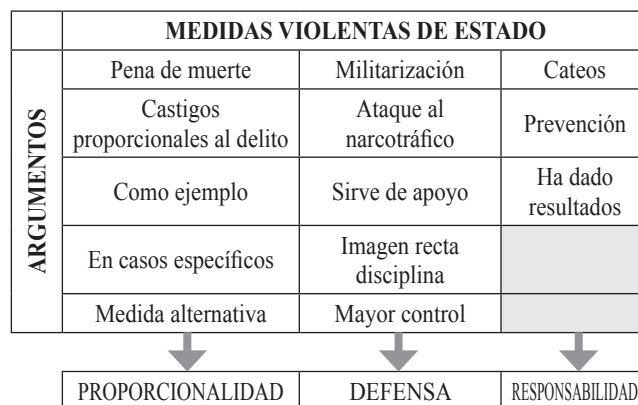 MEDIDAS VIOLENTAS DE ESTADO
ARGUMENTOS
Pena de muerte Militarización Cateos
Castigos proporcionales al delito Ataque al narcotráfico Prevención
Como ejemplo Sirve de apoyo Ha dado resultados
En casos específicos Imagen recta disciplina
Medida alternativa Mayor control
PROPORCIONALIDAD DEFENSA RESPONSABILIDAD